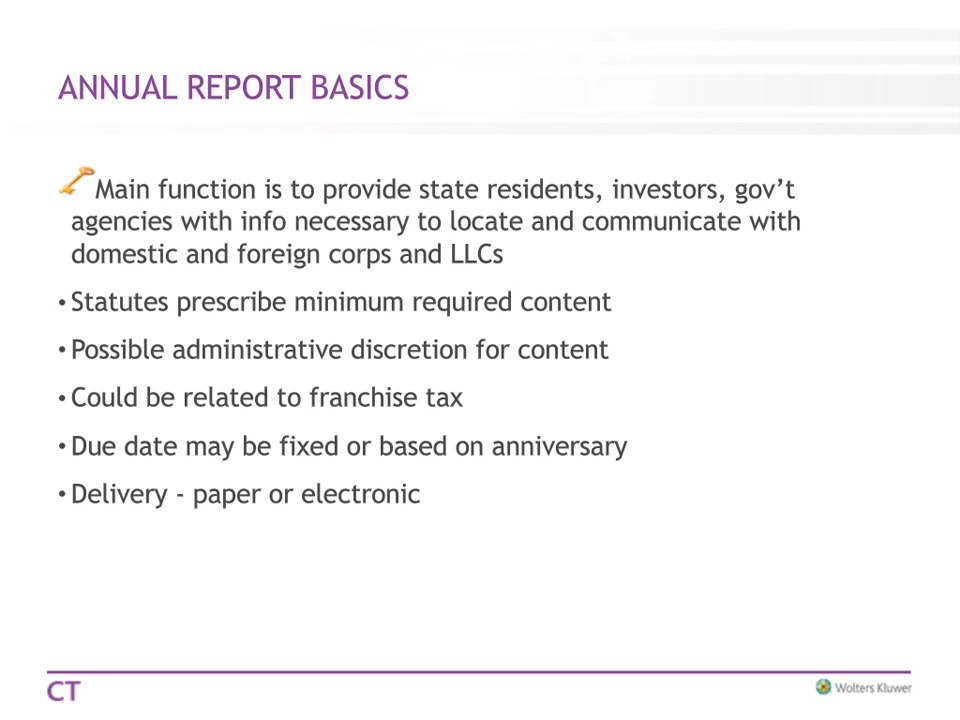 ANNUAL REPORT BASICS
Main function is to provide state residents, investors, gov’t
agencies with info necessary to locate and communicate with
domestic and foreign corps and LLCs
• Statutes prescribe minimum required content
• Possible administrative discretion for content
• Could be related to franchise tax
• Due date may be fixed or based on anniversary
• Delivery - paper or electronic
CT
Wolters Kluwer